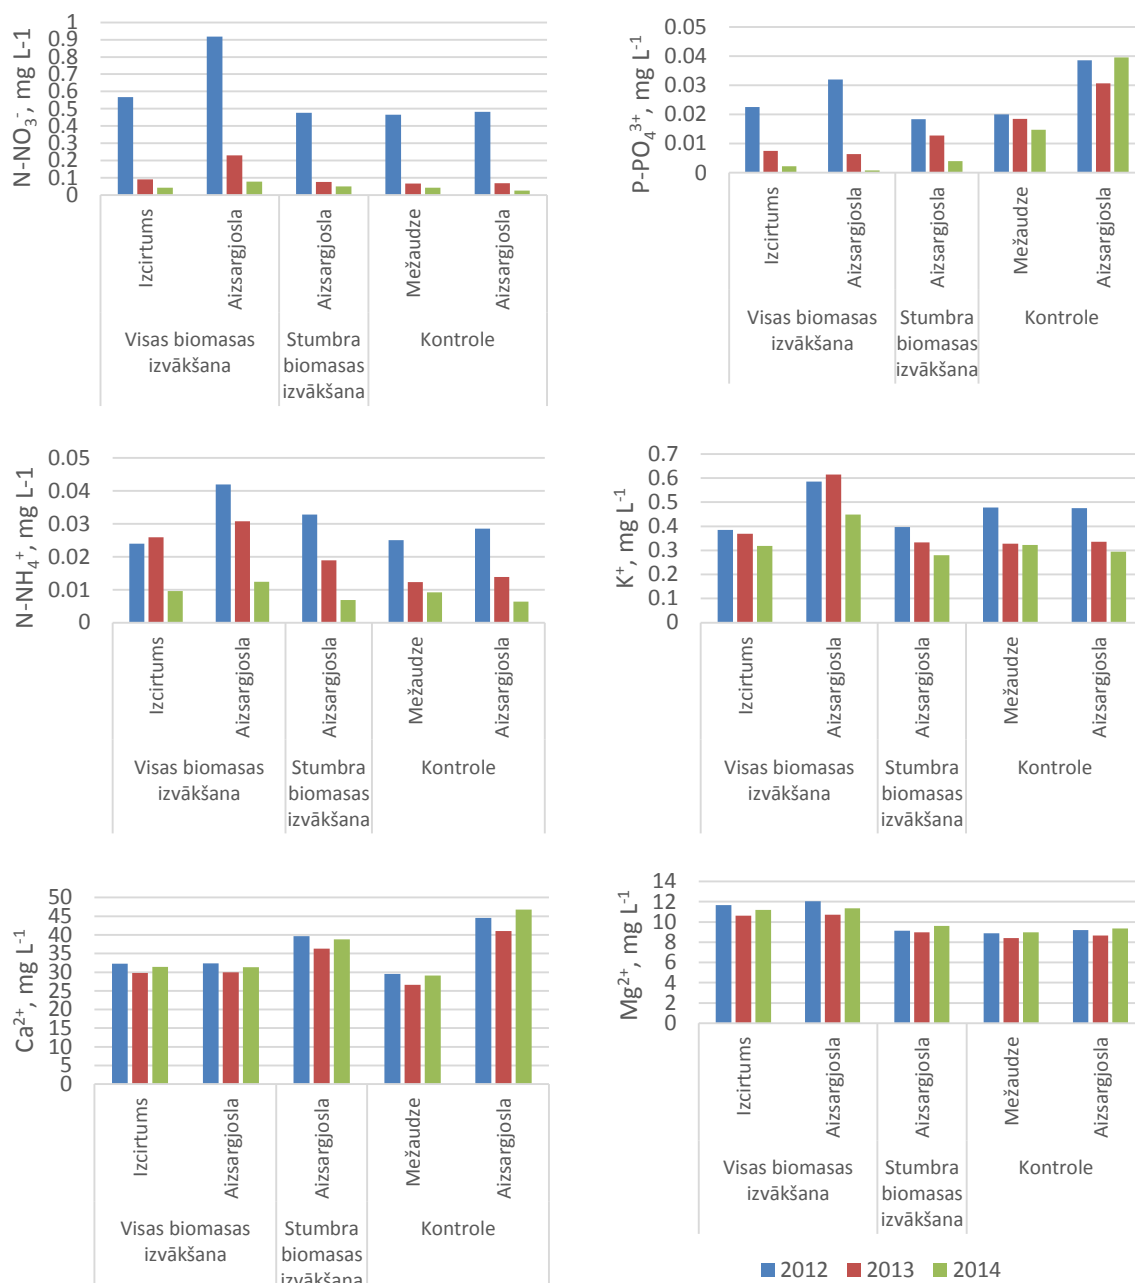 N-NO₃⁻, mg L-1
1
0.9
0.8
0.7
0.6
0.5
0.4
0.3
0.2
0.1
0
Izcirtums
Aizsargjosla
Aizsargjosla
Mežaudze
Aizsargjosla
Visas biomasas
izvākšana
Stumbra
biomasas
izvākšana
Kontrole
P-PO₄³⁺, mg L⁻¹
0.05
0.04
0.03
0.02
0.01
0
Izcirtums
Aizsargjosla
Aizsargjosla
Mežaudze
Aizsargjosla
Visas biomasas
izvākšana
Stumbra
biomasas
izvākšana
Kontrole
N-NH₄⁺, mg L-1
0.05
0.04
0.03
0.02
0.01
0
Izcirtums
Aizsargjosla
Aizsargjosla
Mežaudze
Aizsargjosla
Visas biomasas
izvākšana
Stumbra
biomasas
izvākšana
Kontrole
K⁺, mg L⁻¹
0.7
0.6
0.5
0.4
0.3
0.2
0.1
0
Izcirtums
Aizsargjosla
Aizsargjosla
Mežaudze
Aizsargjosla
Visas biomasas
izvākšana
Stumbra
biomasas
izvākšana
Kontrole
Ca²⁺, mg L⁻¹
50
45
40
35
30
25
20
15
10
5
0
Izcirtums
Aizsargjosla
Aizsargjosla
Mežaudze
Aizsargjosla
Visas biomasas
izvākšana
Stumbra
biomasas
izvākšana
Kontrole
Mg²⁺, mg L⁻¹
14
12
10
8
6
4
2
0
Izcirtums
Aizsargjosla
Aizsargjosla
Mežaudze
Aizsargjosla
Visas biomasas
izvākšana
Stumbra
biomasas
izvākšana
Kontrole
2012 2013 2014